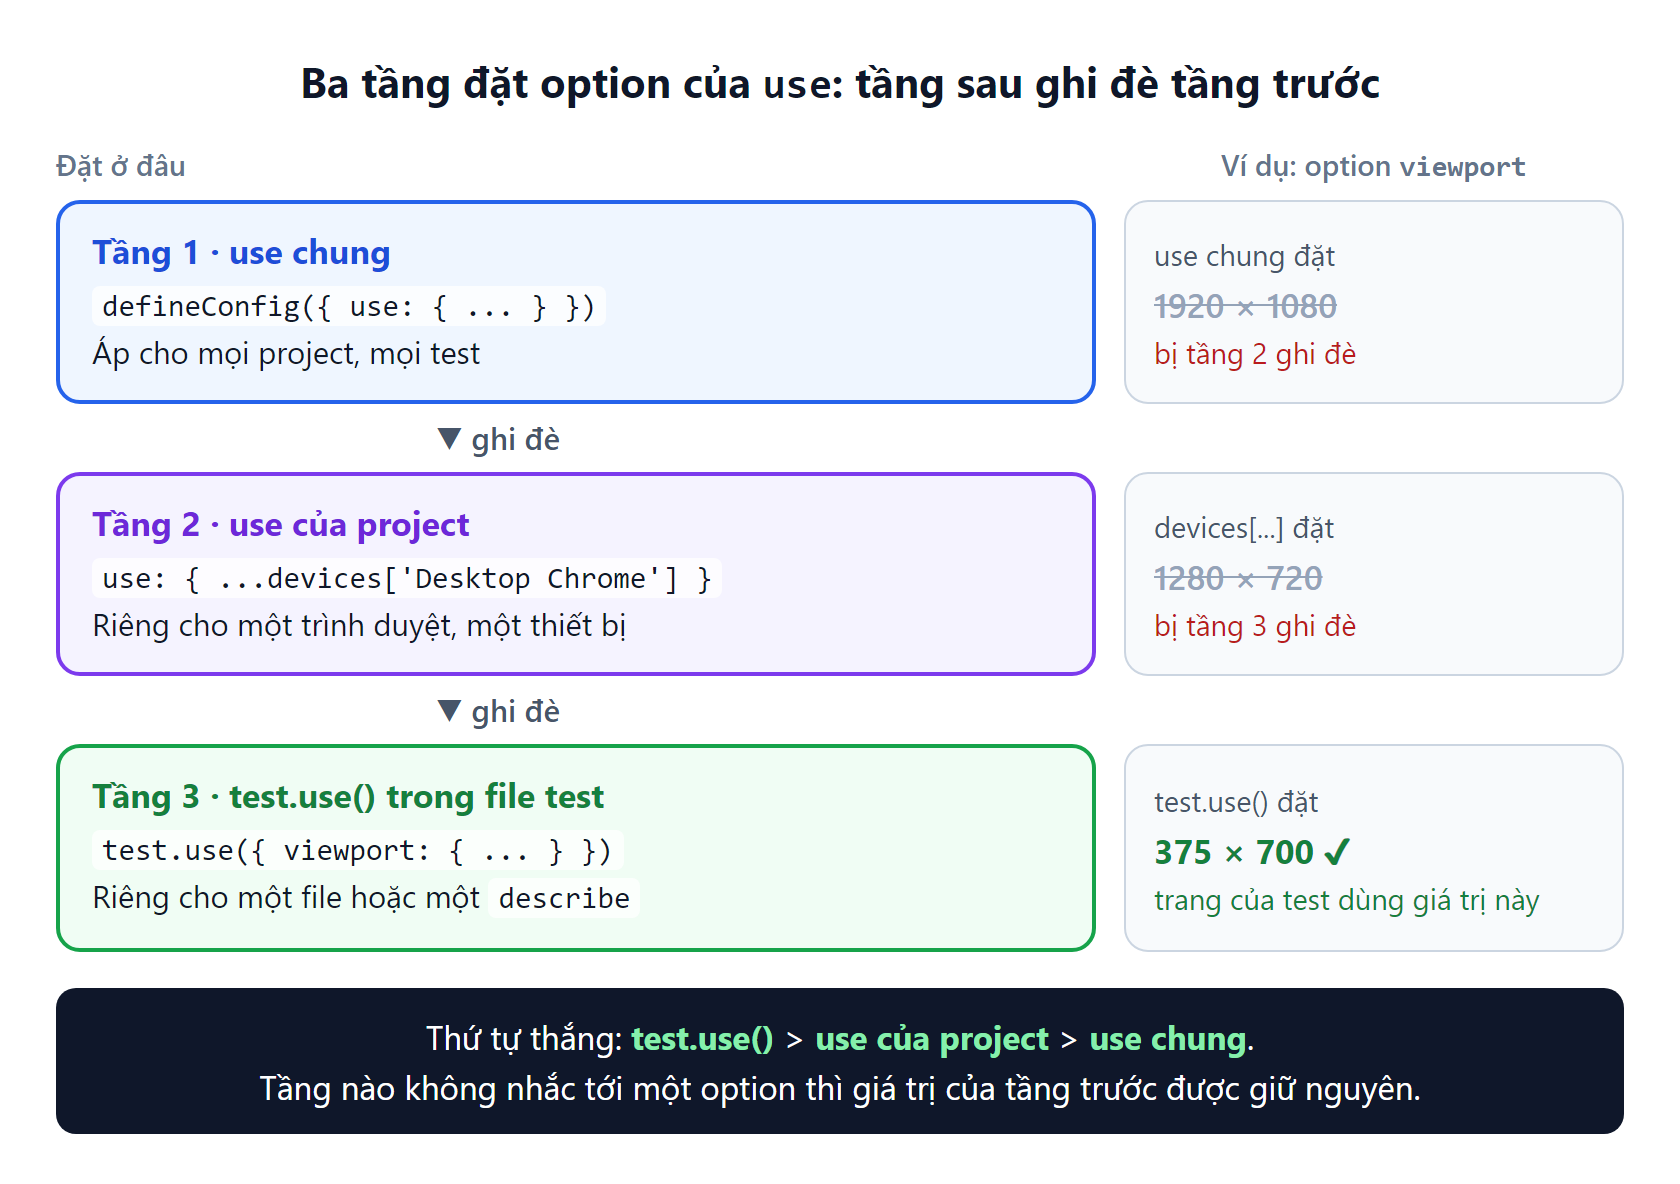 Ba tầng đặt option của use: tầng sau ghi đè tầng trước
Đặt ở đâu
Ví dụ: option viewport
Tầng 1 · use chung
defineConfig({ use: { ... } })
Áp cho mọi project, mọi test
use chung đặt
1920 × 1080
bị tầng 2 ghi đè
▼ ghi đè
Tầng 2 · use của project
use: { ...devices['Desktop Chrome'] }
Riêng cho một trình duyệt, một thiết bị
devices[...] đặt
1280 × 720
bị tầng 3 ghi đè
▼ ghi đè
Tầng 3 · test.use() trong file test
test.use({ viewport: { ... } })
Riêng cho một file hoặc một describe
test.use() đặt
375 × 700 ✔
trang của test dùng giá trị này
Thứ tự thắng: test.use() > use của project > use chung.
Tầng nào không nhắc tới một option thì giá trị của tầng trước được giữ nguyên.